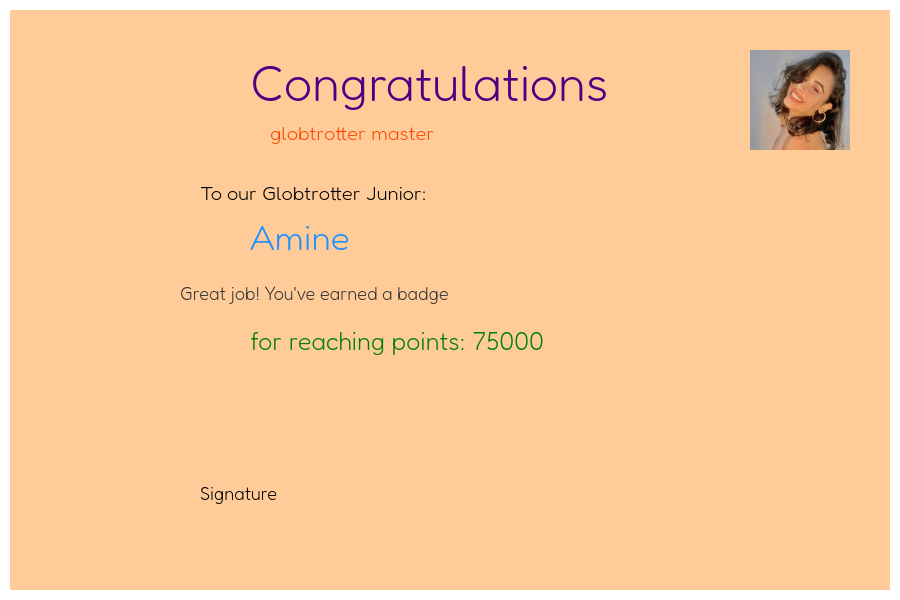 Congratulations
globtrotter master
To our Globtrotter Junior:
Amine
Great job! You've earned a badge
for reaching points: 75000
Signature